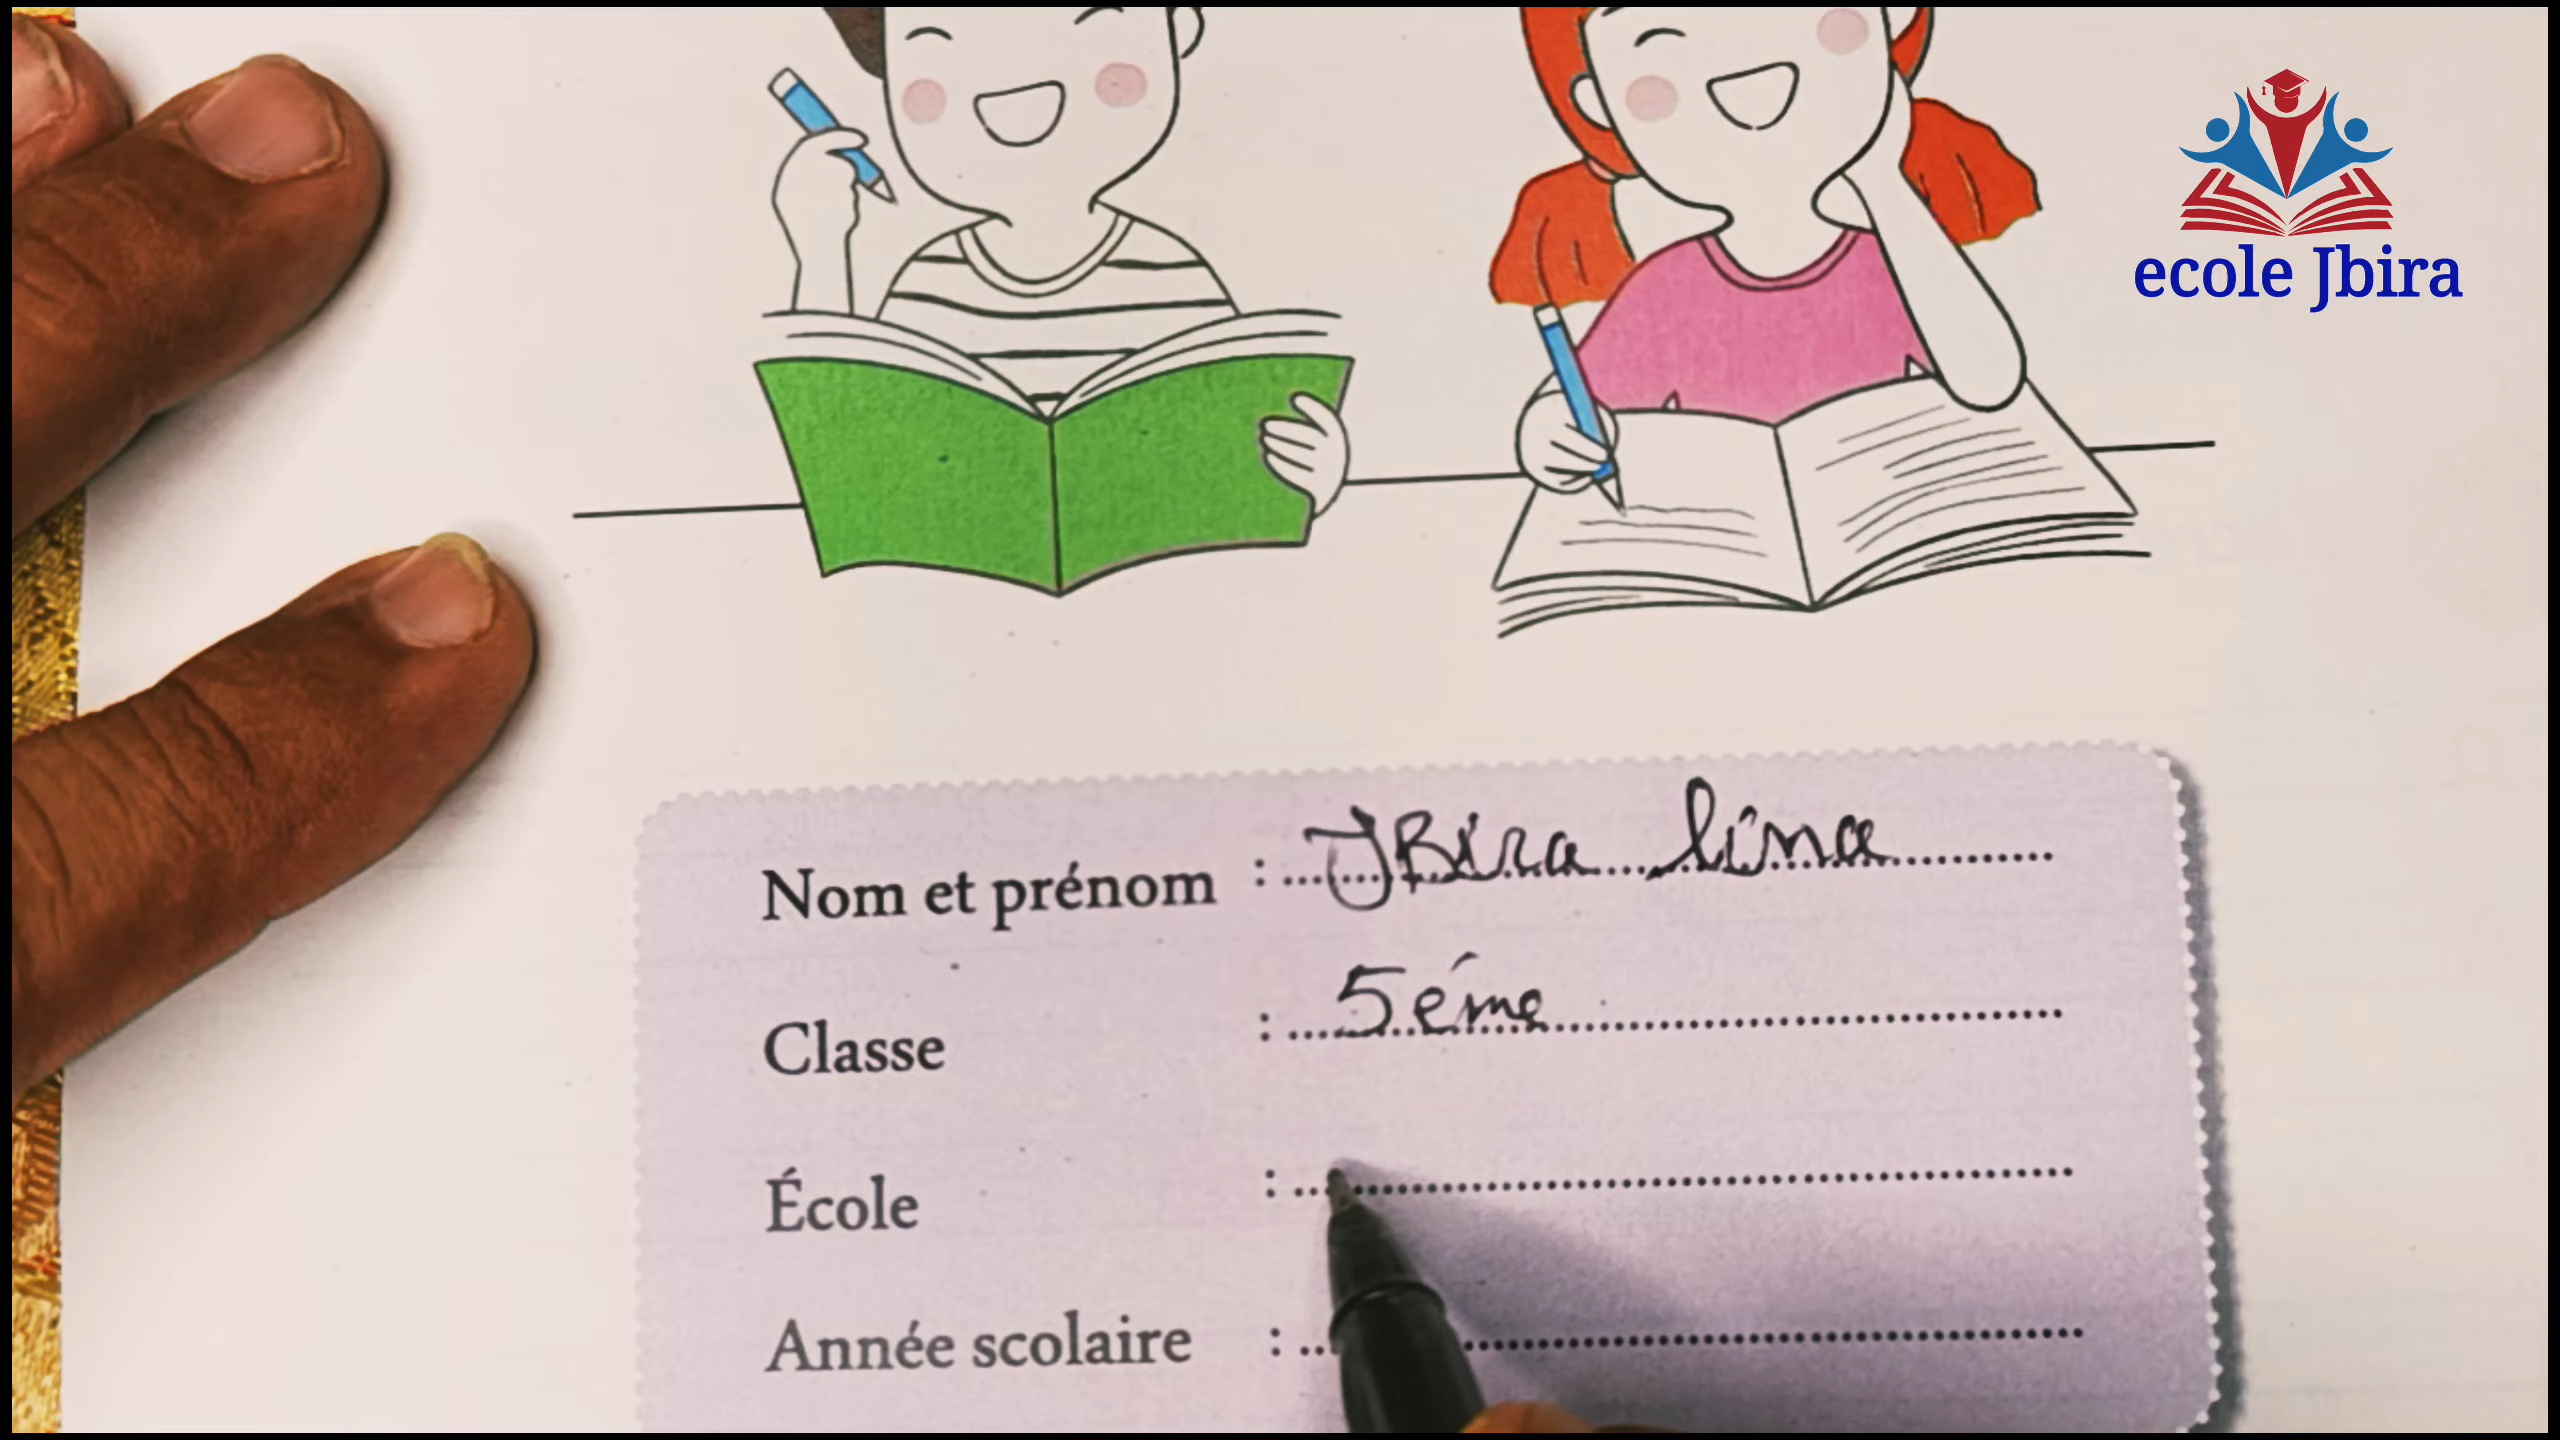 ecole Jbira
Nom et prénom : JBira lina
Classe : 5éme
École :
Année scolaire :